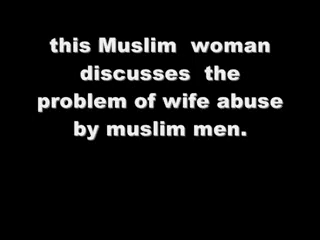 this Muslim woman
discusses the
problem of wife abuse
by muslim men.